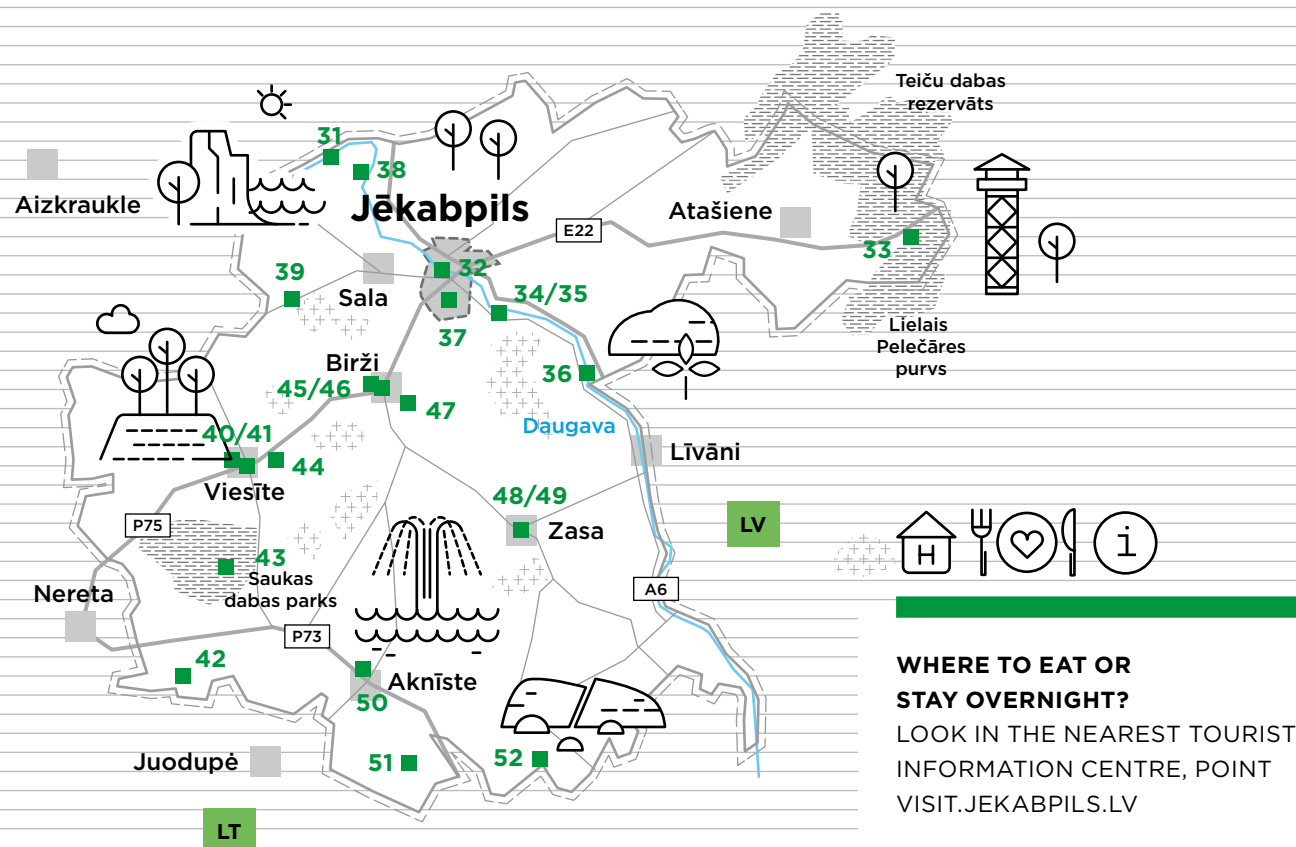 Teiču dabas
rezervāts
31
38
Aizkraukle
Jēkabpils
Atašiene
E22
33
39
32
Sala
34/35
37
Lielais
Pelečāres
purvs
Birži
45/46
36
47
Daugava
40/41
44
Līvāni
Viesīte
48/49
Zasa
LV
P75
43
Saukas
dabas parks
H
i
Nereta
A6
P73
42
Aknīste
50
Juodupė
51
52
LT
WHERE TO EAT OR
STAY OVERNIGHT?
LOOK IN THE NEAREST TOURIST
INFORMATION CENTRE, POINT
VISIT.JEKABPILS.LV